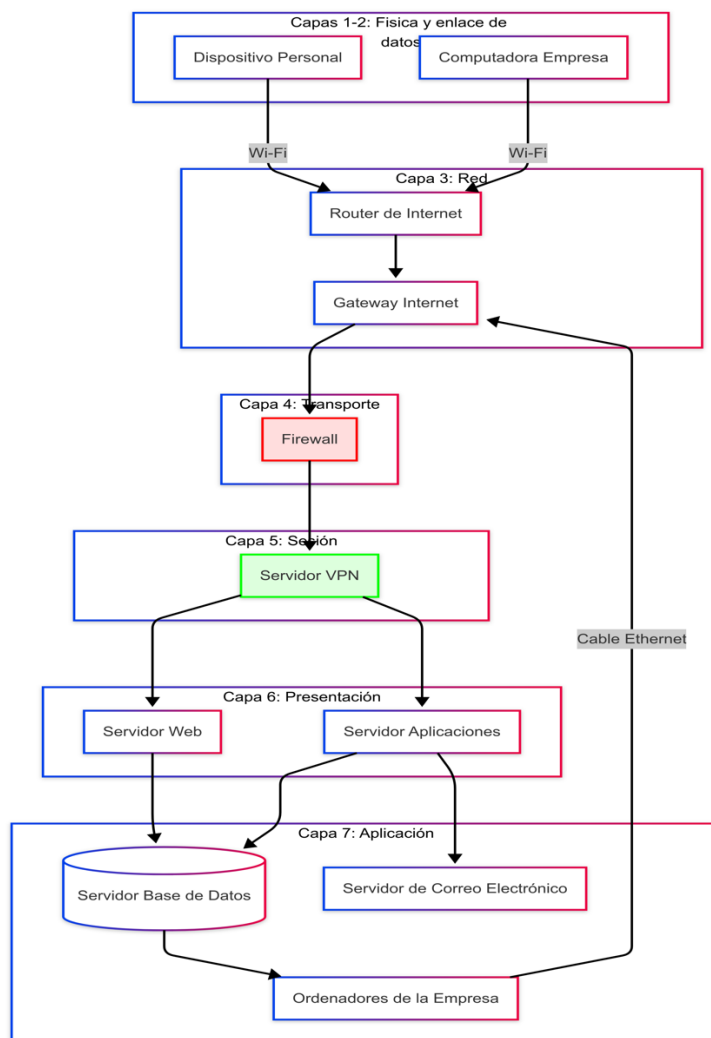 Capas 1-2: Fisica y enlace de
datos
Dispositivo Personal
Computadora Empresa
Wi-Fi
Wi-Fi
Capa 3: Red
Router de Internet
Gateway Internet
Capa 4: Transporte
Firewall
Capa 5: Sesión
Servidor VPN
Cable Ethernet
Capa 6: Presentación
Servidor Web
Servidor Aplicaciones
Capa 7: Aplicación
Servidor Base de Datos
Servidor de Correo Electrónico
Ordenadores de la Empresa